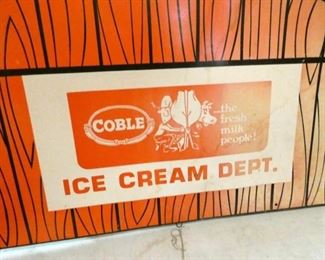 COBLE
...the
fresh
milk
people!
ICE CREAM DEPT.